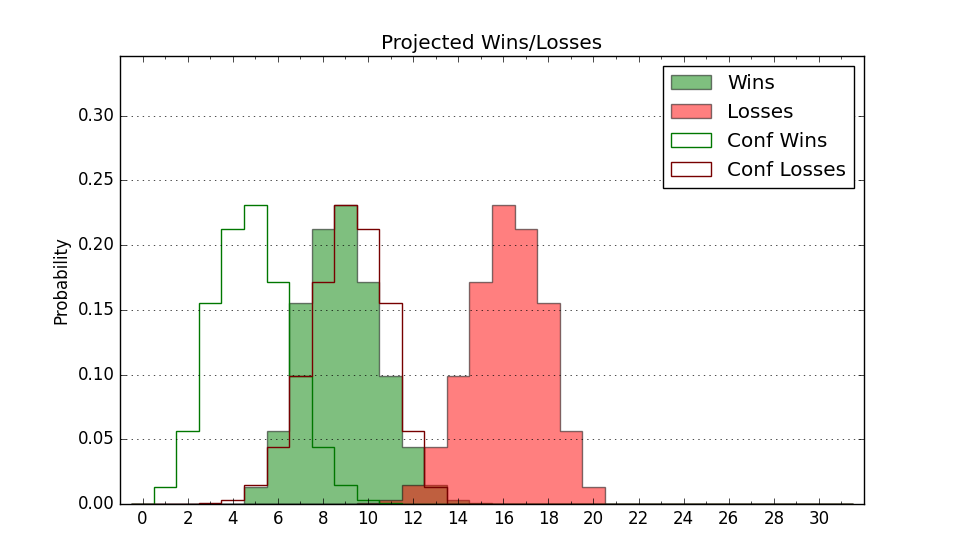 Projected Wins/Losses
Wins
Losses
Conf Wins
Conf Losses
Probability
0.30
0.25
0.20
0.15
0.10
0.05
0.00
0 2 4 6 8 10 12 14 16 18 20 22 24 26 28 30